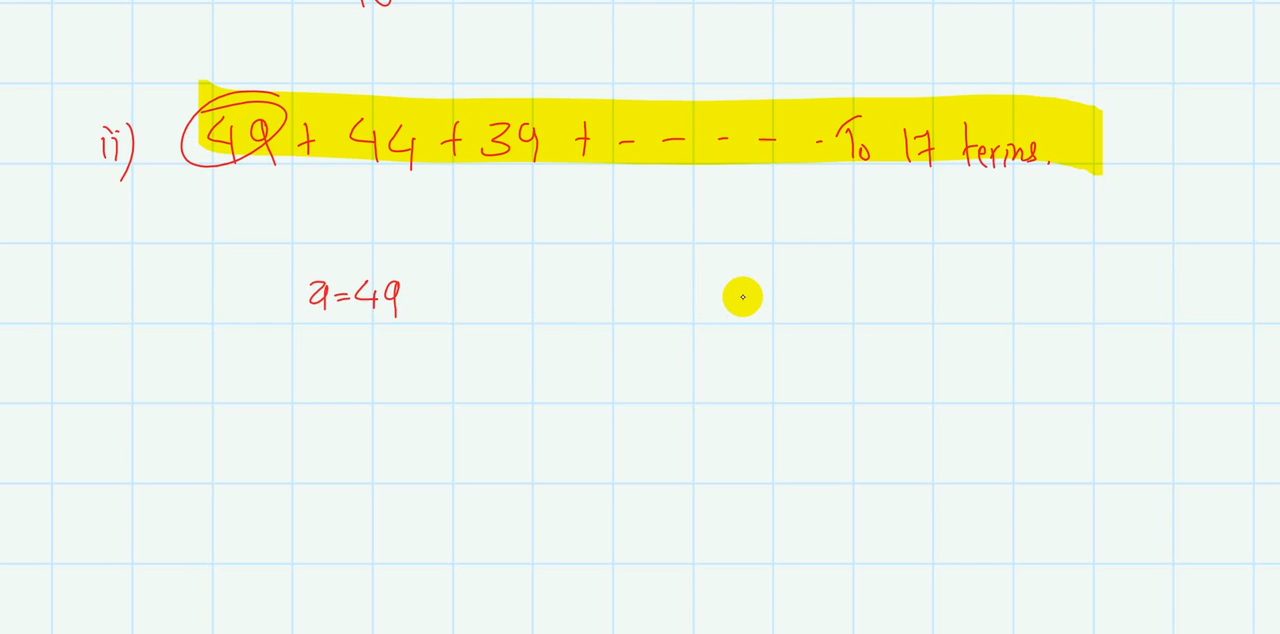 ii) 49 + 44 + 39 + - - - - . To 17 terms.
a=49